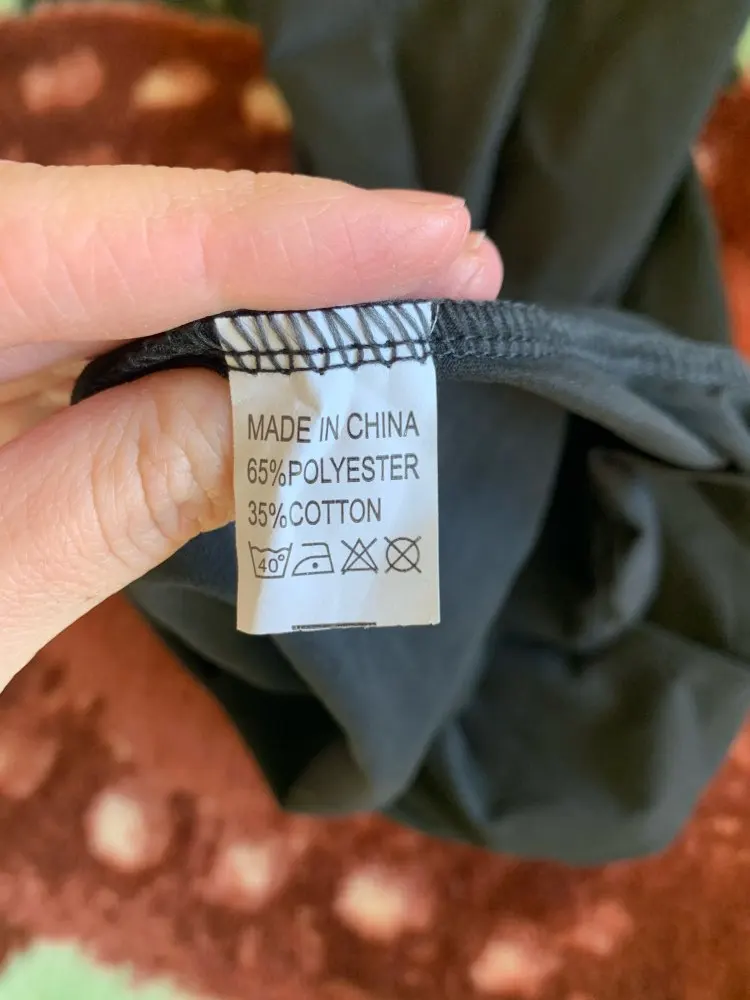 MADE IN CHINA
65%POLYESTER
35%COTTON
40°